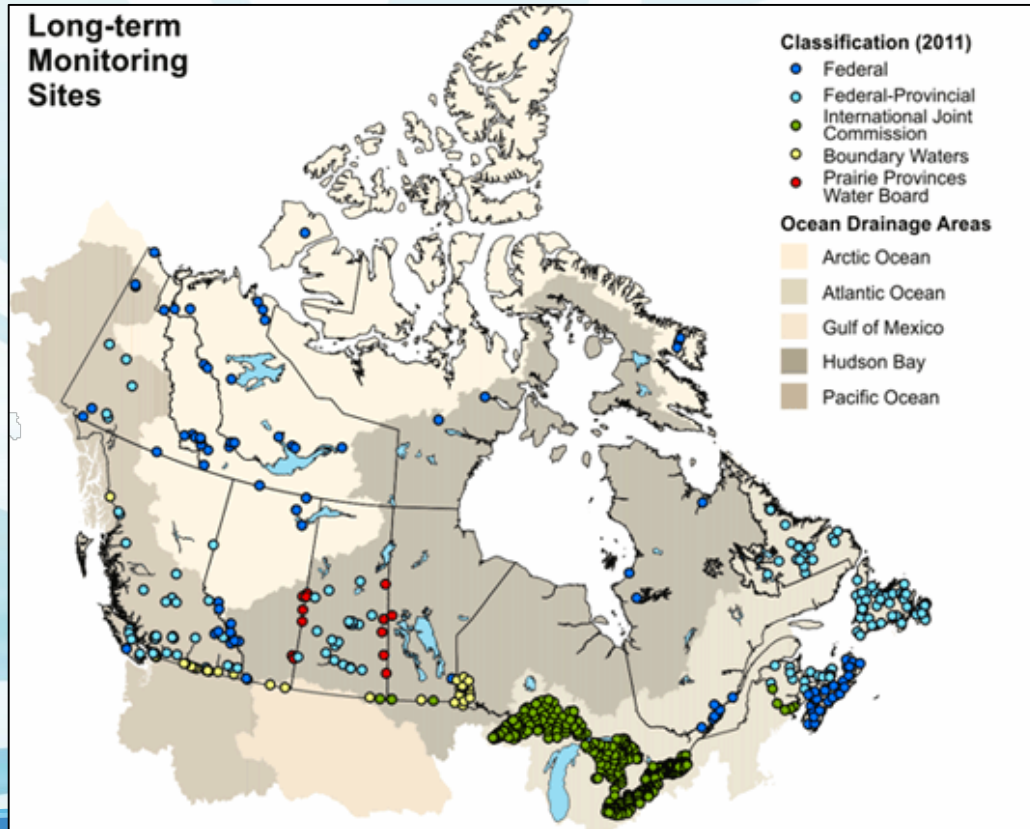 Long-term
Monitoring
Sites
Classification (2011)
Federal
Federal-Provincial
International Joint
Commission
Boundary Waters
Prairie Provinces
Water Board
Ocean Drainage Areas
Arctic Ocean
Atlantic Ocean
Gulf of Mexico
Hudson Bay
Pacific Ocean